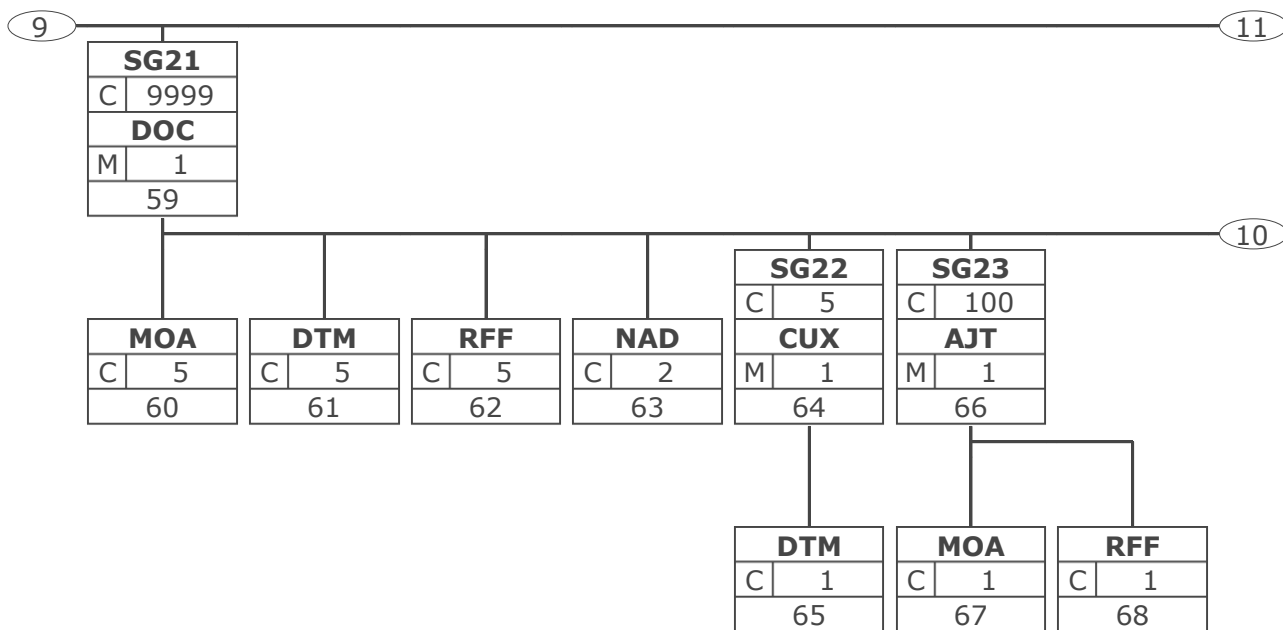 9 11
SG21
C 9999
DOC
M 1
59
10
SG22 SG23
C 5 C 100
MOA DTM RFF NAD CUX AJT
C 5 C 5 C 5 C 2 M 1 M 1
60 61 62 63 64 66
DTM MOA RFF
C 1 C 1 C 1
65 67 68